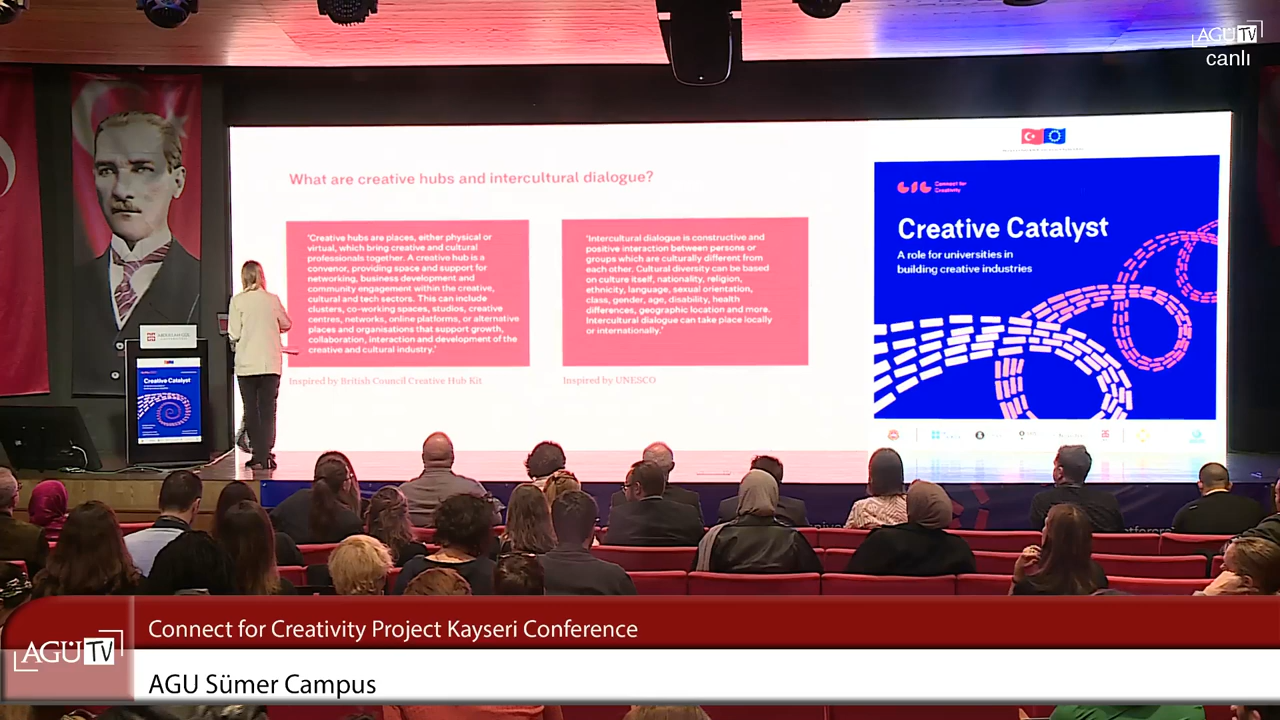 AGÜ TV
canlı
What are creative hubs and intercultural dialogue?
'Creative hubs are places, either physical or
virtual, which bring creative and cultural
professionals together. A creative hub is a
convenor, providing space and support for
networking, business development and
community engagement within the creative,
cultural and tech sectors. This can include
clusters, co-working spaces, studios, creative
centres, networks, online platforms, or alternative
places and organisations that support growth,
collaboration, interaction and development of the
creative and cultural industry.'
Inspired by British Council Creative Hub Kit
'Intercultural dialogue is constructive and
positive interaction between persons or
groups which are culturally different from
each other. Cultural diversity can be based
on culture itself, nationality, religion,
ethnicity, language, sexual orientation,
class, gender, age, disability, health
differences, geographic location and more.
Intercultural dialogue can take place locally
or internationally.'
Inspired by UNESCO
Connect for
Creativity
Creative Catalyst
A role for universities in
building creative industries
Creative Catalyst
Connect for Creativity Project Kayseri Conference
AGÜ TV
AGU Sümer Campus